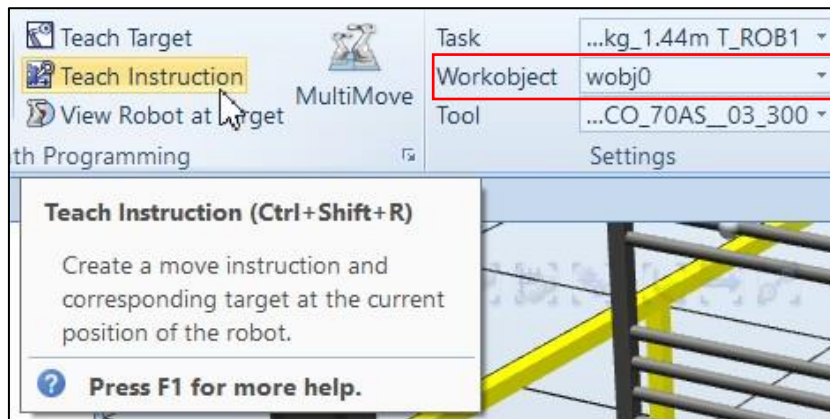 Teach Target
Teach Instruction
View Robot at Target
MultiMove
th Programming
Task
...kg_1.44m T_ROB1
Workobject
wobj0
Tool
...CO_70AS__03_300
Settings
Teach Instruction (Ctrl+Shift+R)
Create a move instruction and
corresponding target at the current
position of the robot.
Press F1 for more help.